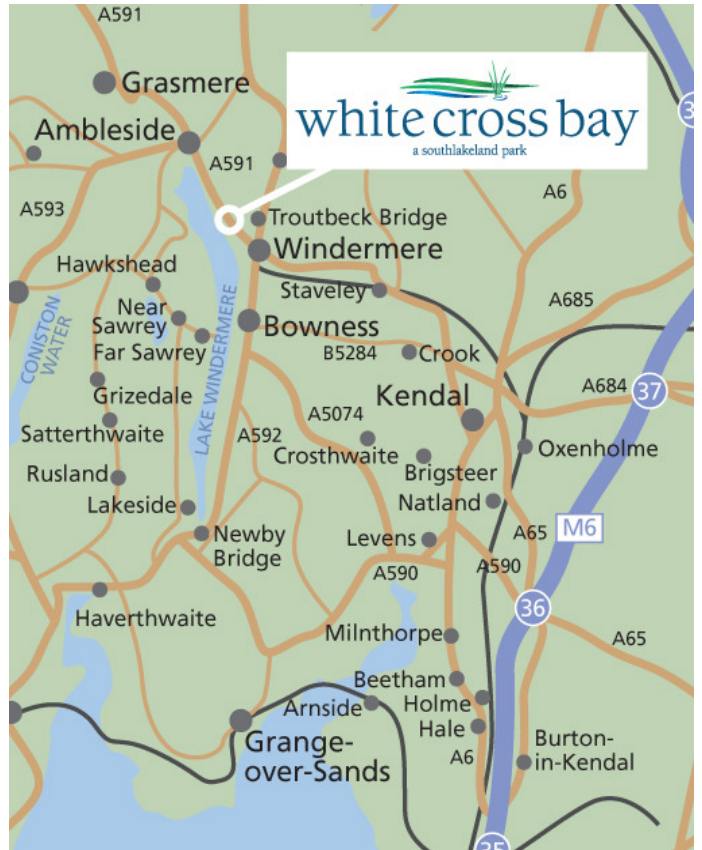 A591
Grasmere
white cross bay
a southlakeland park
Ambleside
A591
A593
A6
Troutbeck Bridge
Windermere
Hawkshead
Staveley
A685
Near
Sawrey
Bowness
CONISTON
WATER
LAKE WINDERMERE
Far Sawrey
B5284
Crook
Grizedale
Kendal
A684
37
A5074
Satterthwaite
A592
Crosthwaite
Oxenholme
Rusland
Brigsteer
Lakeside
Natland
Newby
Bridge
Levens
A65
M6
A590
A590
Haverthwaite
36
Milnthorpe
A65
Beetham
Arnside
Holme
Hale
Grange-
over-Sands
A6
Burton-
in-Kendal
35